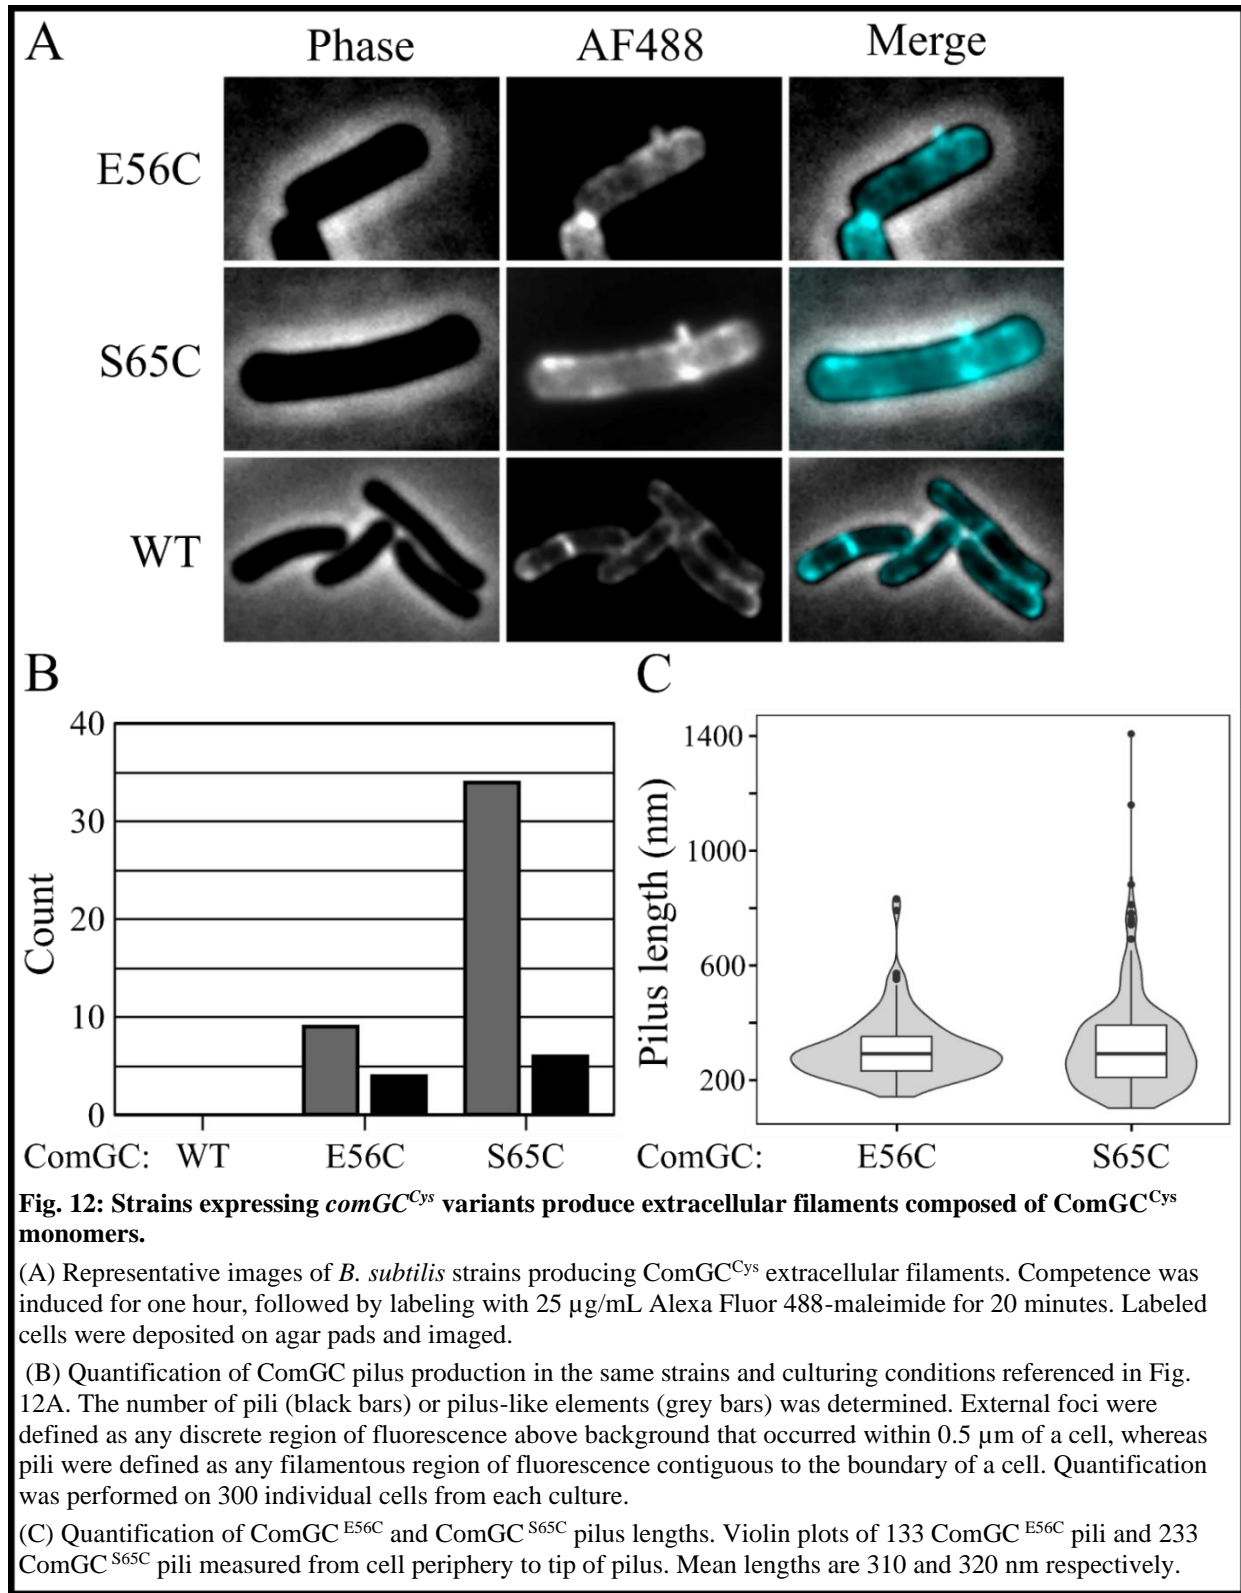 A
Phase AF488 Merge
E56C
S65C
WT
B
C
40
30
20
10
0
Count
ComGC: WT E56C S65C
1400
1000
600
200
Pilus length (nm)
ComGC: E56C S65C
Fig. 12: Strains expressing comGC^Cys variants produce extracellular filaments composed of ComGC^Cys
monomers.
(A) Representative images of B. subtilis strains producing ComGC^Cys extracellular filaments. Competence was
induced for one hour, followed by labeling with 25 µg/mL Alexa Fluor 488-maleimide for 20 minutes. Labeled
cells were deposited on agar pads and imaged.
(B) Quantification of ComGC pilus production in the same strains and culturing conditions referenced in Fig.
12A. The number of pili (black bars) or pilus-like elements (grey bars) was determined. External foci were
defined as any discrete region of fluorescence above background that occurred within 0.5 µm of a cell, whereas
pili were defined as any filamentous region of fluorescence contiguous to the boundary of a cell. Quantification
was performed on 300 individual cells from each culture.
(C) Quantification of ComGC^E56C and ComGC^S65C pilus lengths. Violin plots of 133 ComGC^E56C pili and 233
ComGC^S65C pili measured from cell periphery to tip of pilus. Mean lengths are 310 and 320 nm respectively.